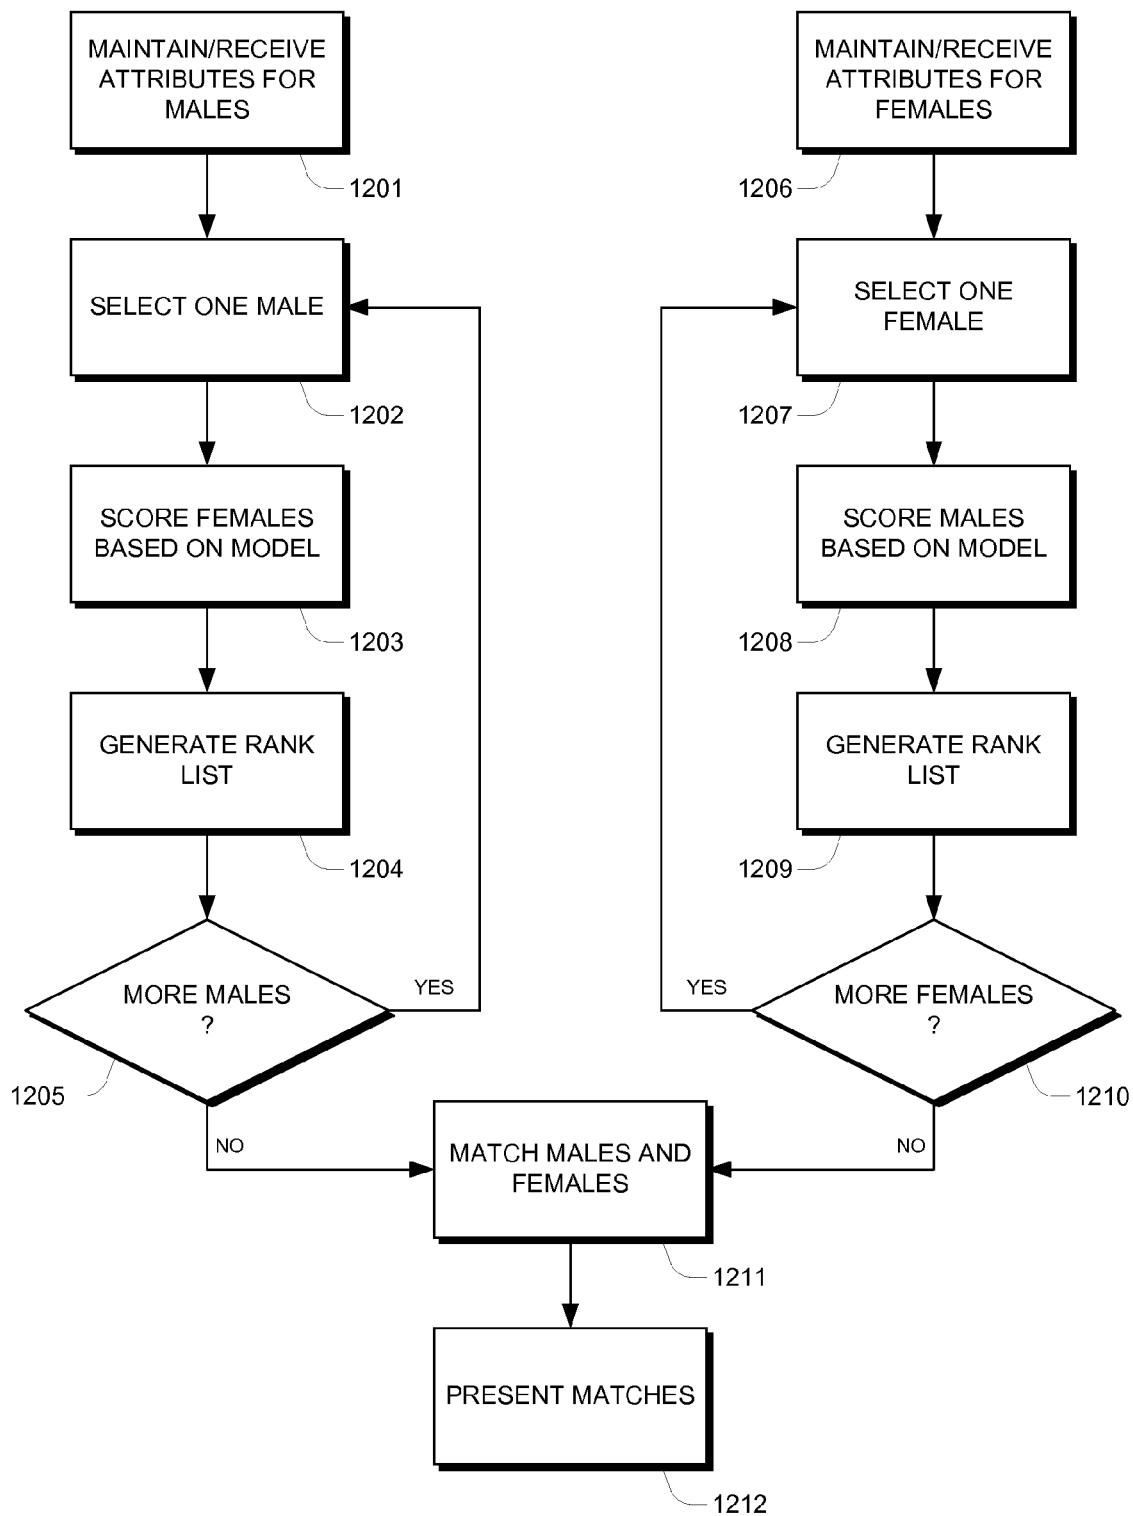 MAINTAIN/RECEIVE
ATTRIBUTES FOR
MALES
1201
SELECT ONE MALE
1202
SCORE FEMALES
BASED ON MODEL
1203
GENERATE RANK
LIST
1204
MORE MALES
?
YES
1205
NO
MAINTAIN/RECEIVE
ATTRIBUTES FOR
FEMALES
1206
SELECT ONE
FEMALE
1207
SCORE MALES
BASED ON MODEL
1208
GENERATE RANK
LIST
1209
MORE FEMALES
?
YES
1210
NO
MATCH MALES AND
FEMALES
1211
PRESENT MATCHES
1212